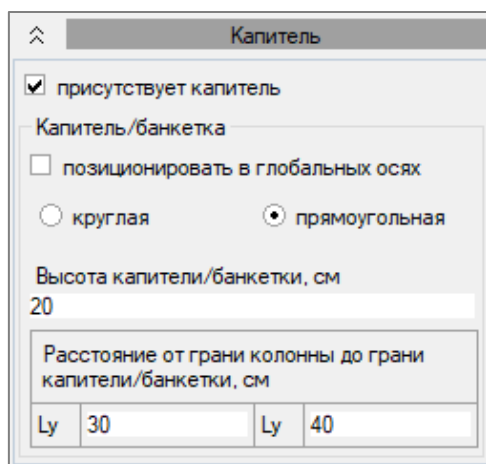 Капитель
присутствует капитель
Капитель/банкетка
позиционировать в глобальных осях
круглая прямоугольная
Высота капители/банкетки, см
20
Расстояние от грани колонны до грани
капители/банкетки, см
Ly 30 Ly 40